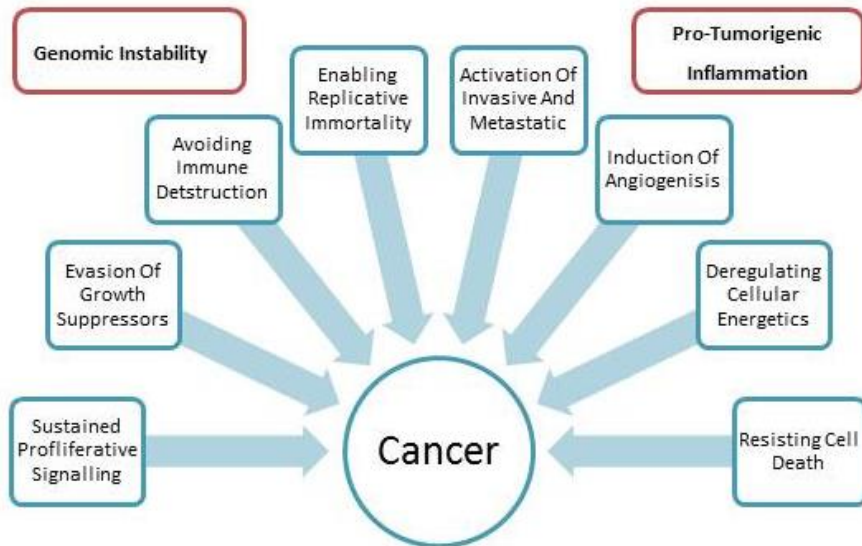 Genomic Instability
Pro-Tumorigenic
Inflammation
Enabling
Replicative
Immortality
Activation Of
Invasive And
Metastatic
Avoiding
Immune
Detstruction
Induction Of
Angiogenisis
Evasion Of
Growth
Suppressors
Deregulating
Cellular
Energetics
Sustained
Profliferative
Signalling
Cancer
Resisting Cell
Death